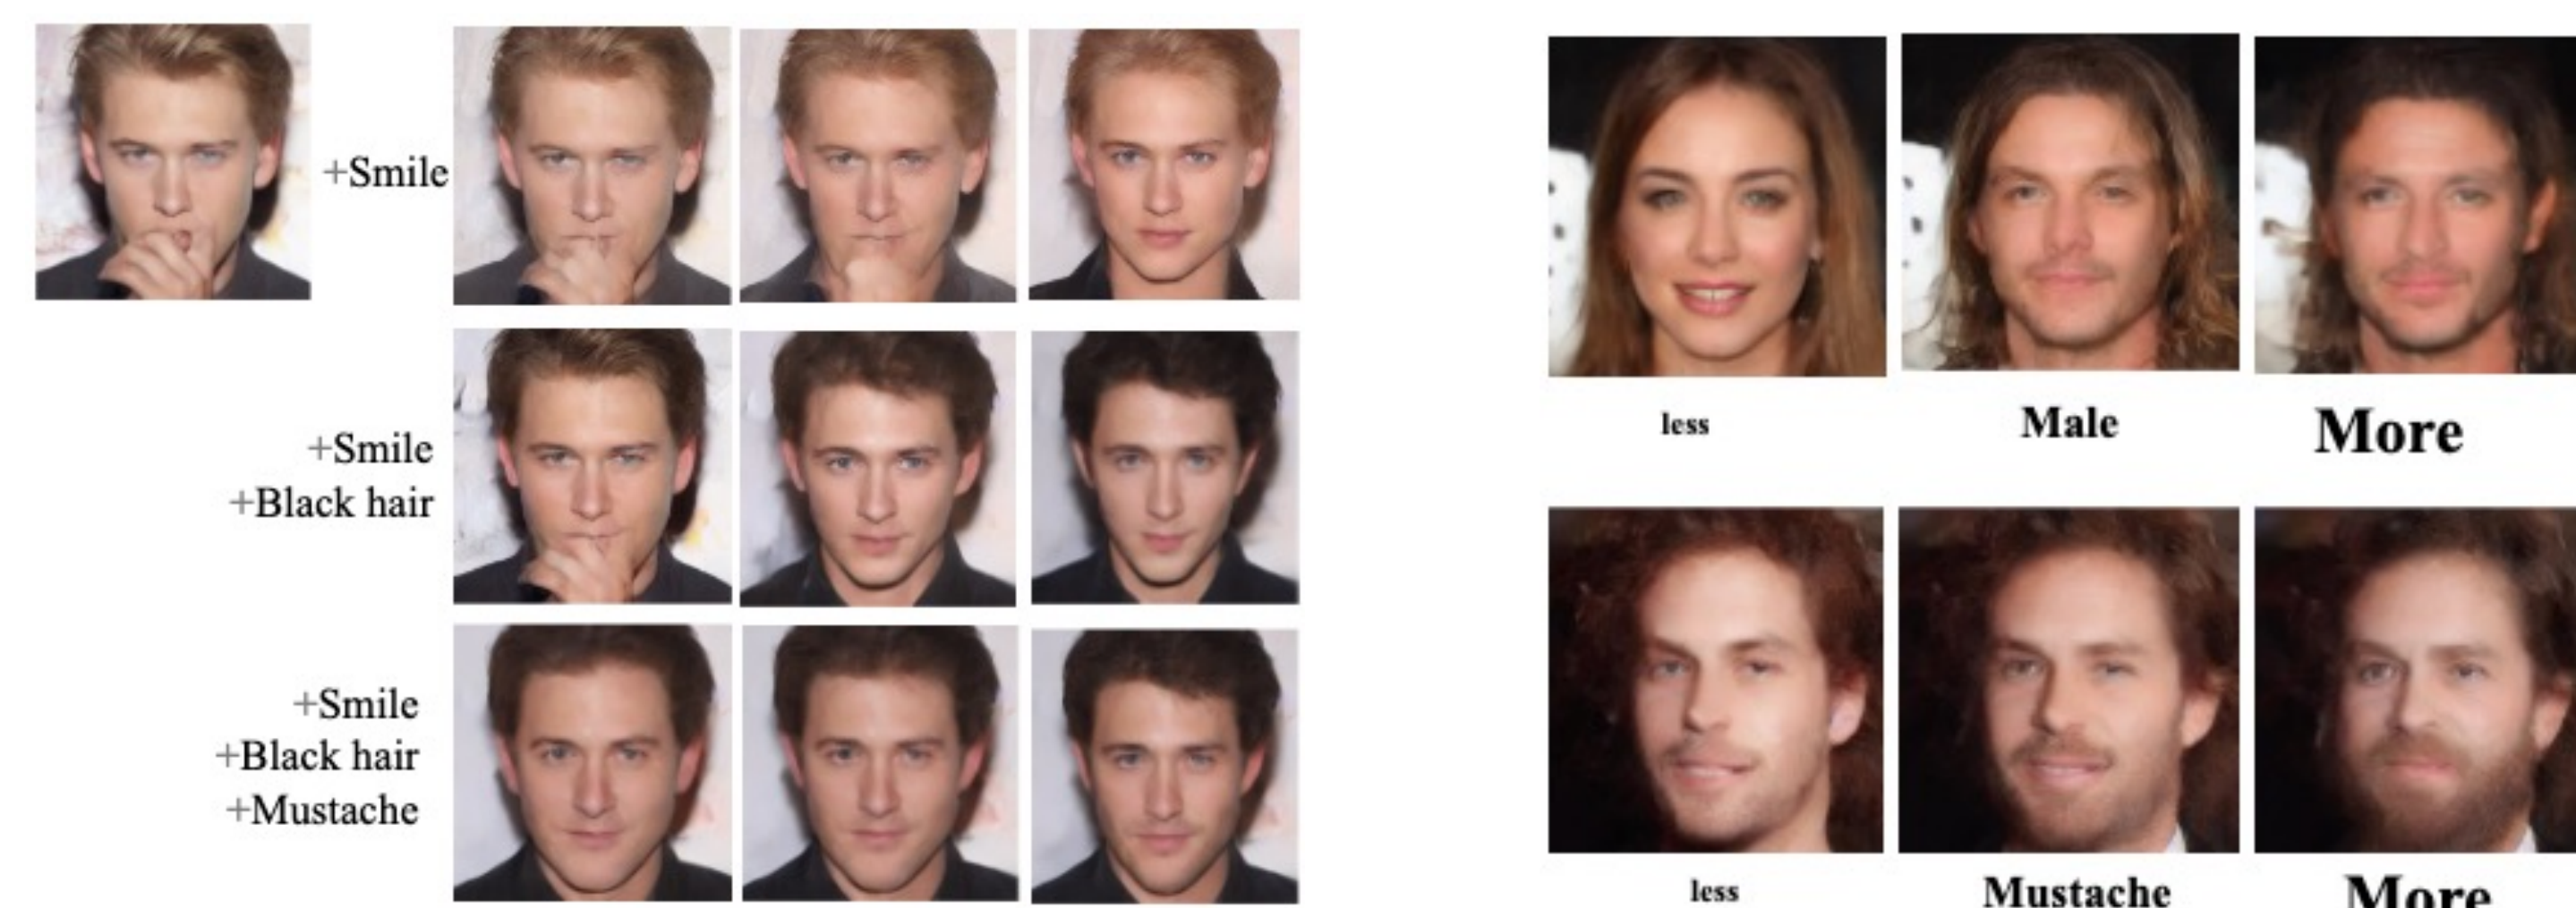 +Smile
+Smile
+Black hair
+Smile
+Black hair
+Mustache
less Male More
less Mustache More